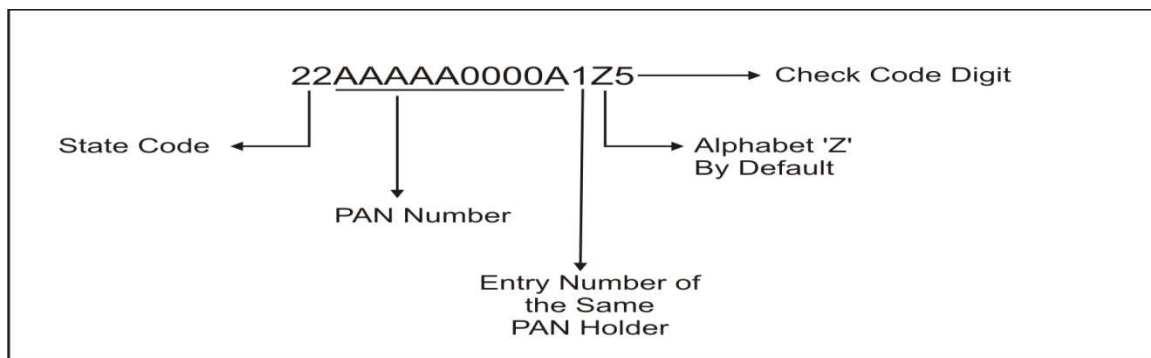 22AAAAA0000A1Z5
Check Code Digit
State Code
Alphabet 'Z'
By Default
PAN Number
Entry Number of
the Same
PAN Holder